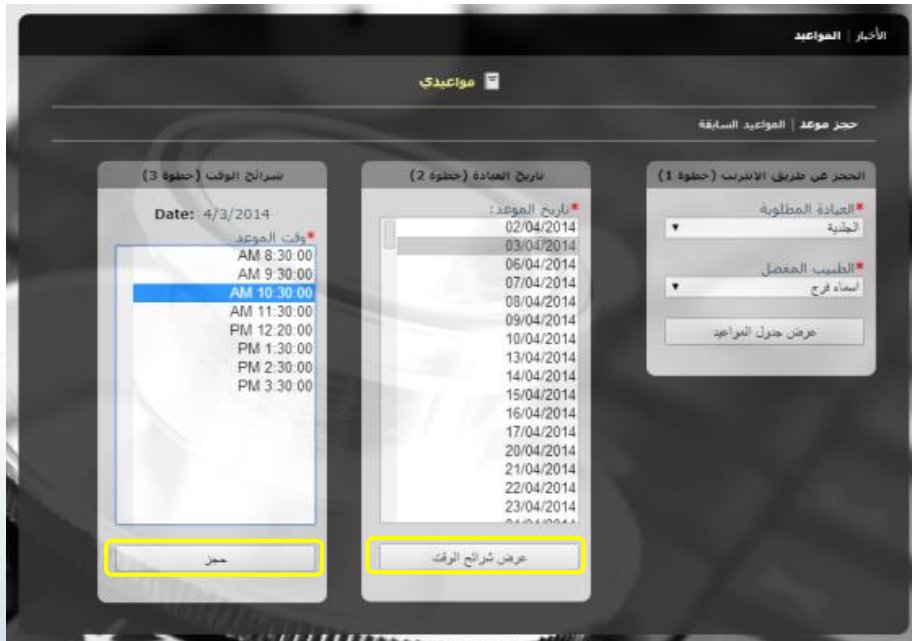 الأخبار | المواعيد
مواعيدي
حجز موعد | المواعيد السابقة
الحجز عن طريق الانترنت (خطوة 1)
*العيادة المطلوبة
الجلدية
*الطبيب المفضل
اسماء فرج
عرض جدول المواعيد
تاريخ العيادة (خطوة 2)
*تاريخ الموعد:
02/04/2014
03/04/2014
06/04/2014
07/04/2014
08/04/2014
09/04/2014
10/04/2014
13/04/2014
14/04/2014
15/04/2014
16/04/2014
17/04/2014
20/04/2014
21/04/2014
22/04/2014
23/04/2014
عرض شرائح الوقت
شرائح الوقت (خطوة 3)
Date: 4/3/2014
*وقت الموعد
AM 8:30:00
AM 9:30:00
AM 10:30:00
AM 11:30:00
PM 12:20:00
PM 1:30:00
PM 2:30:00
PM 3:30:00
حجز